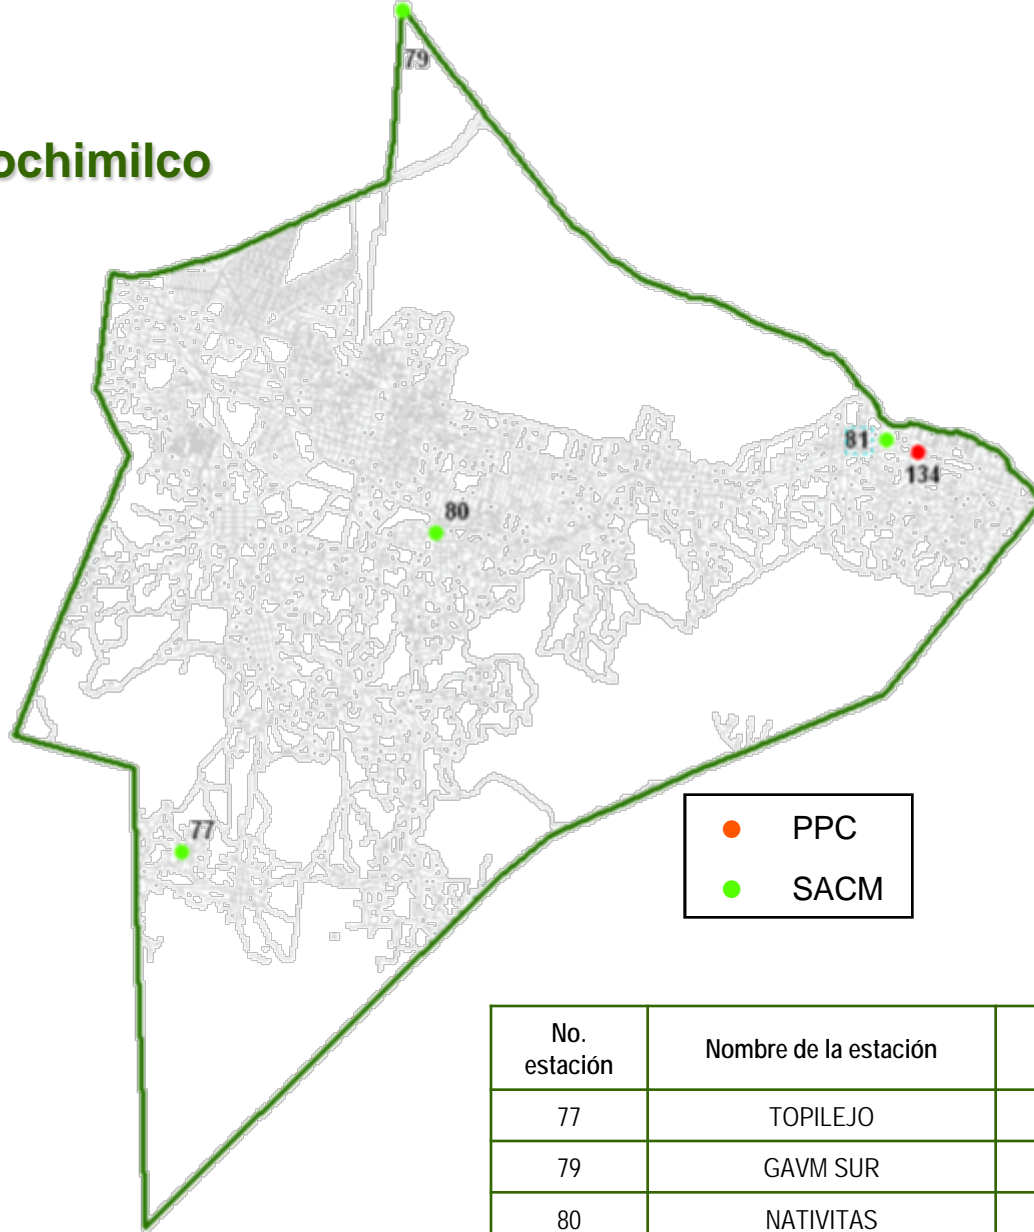 79
ochimilco
81
134
80
77
PPC
SACM
No. estación Nombre de la estación
77 TOPILEJO
79 GAVM SUR
80 NATIVITAS